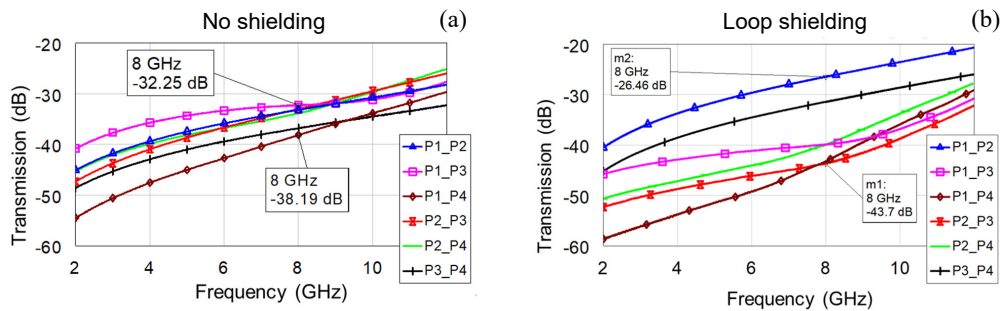 No shielding
(a)
-20
-30
-40
-50
-60
Transmission (dB)
8 GHz
-32.25 dB
8 GHz
-38.19 dB
P1_P2
P1_P3
P1_P4
P2_P3
P2_P4
P3_P4
2
4
6
8
10
Frequency (GHz)
Loop shielding
(b)
-20
-30
-40
-50
-60
Transmission (dB)
m2:
8 GHz
-26.46 dB
m1:
8 GHz
-43.7 dB
P1_P2
P1_P3
P1_P4
P2_P3
P2_P4
P3_P4
2
4
6
8
10
Frequency (GHz)